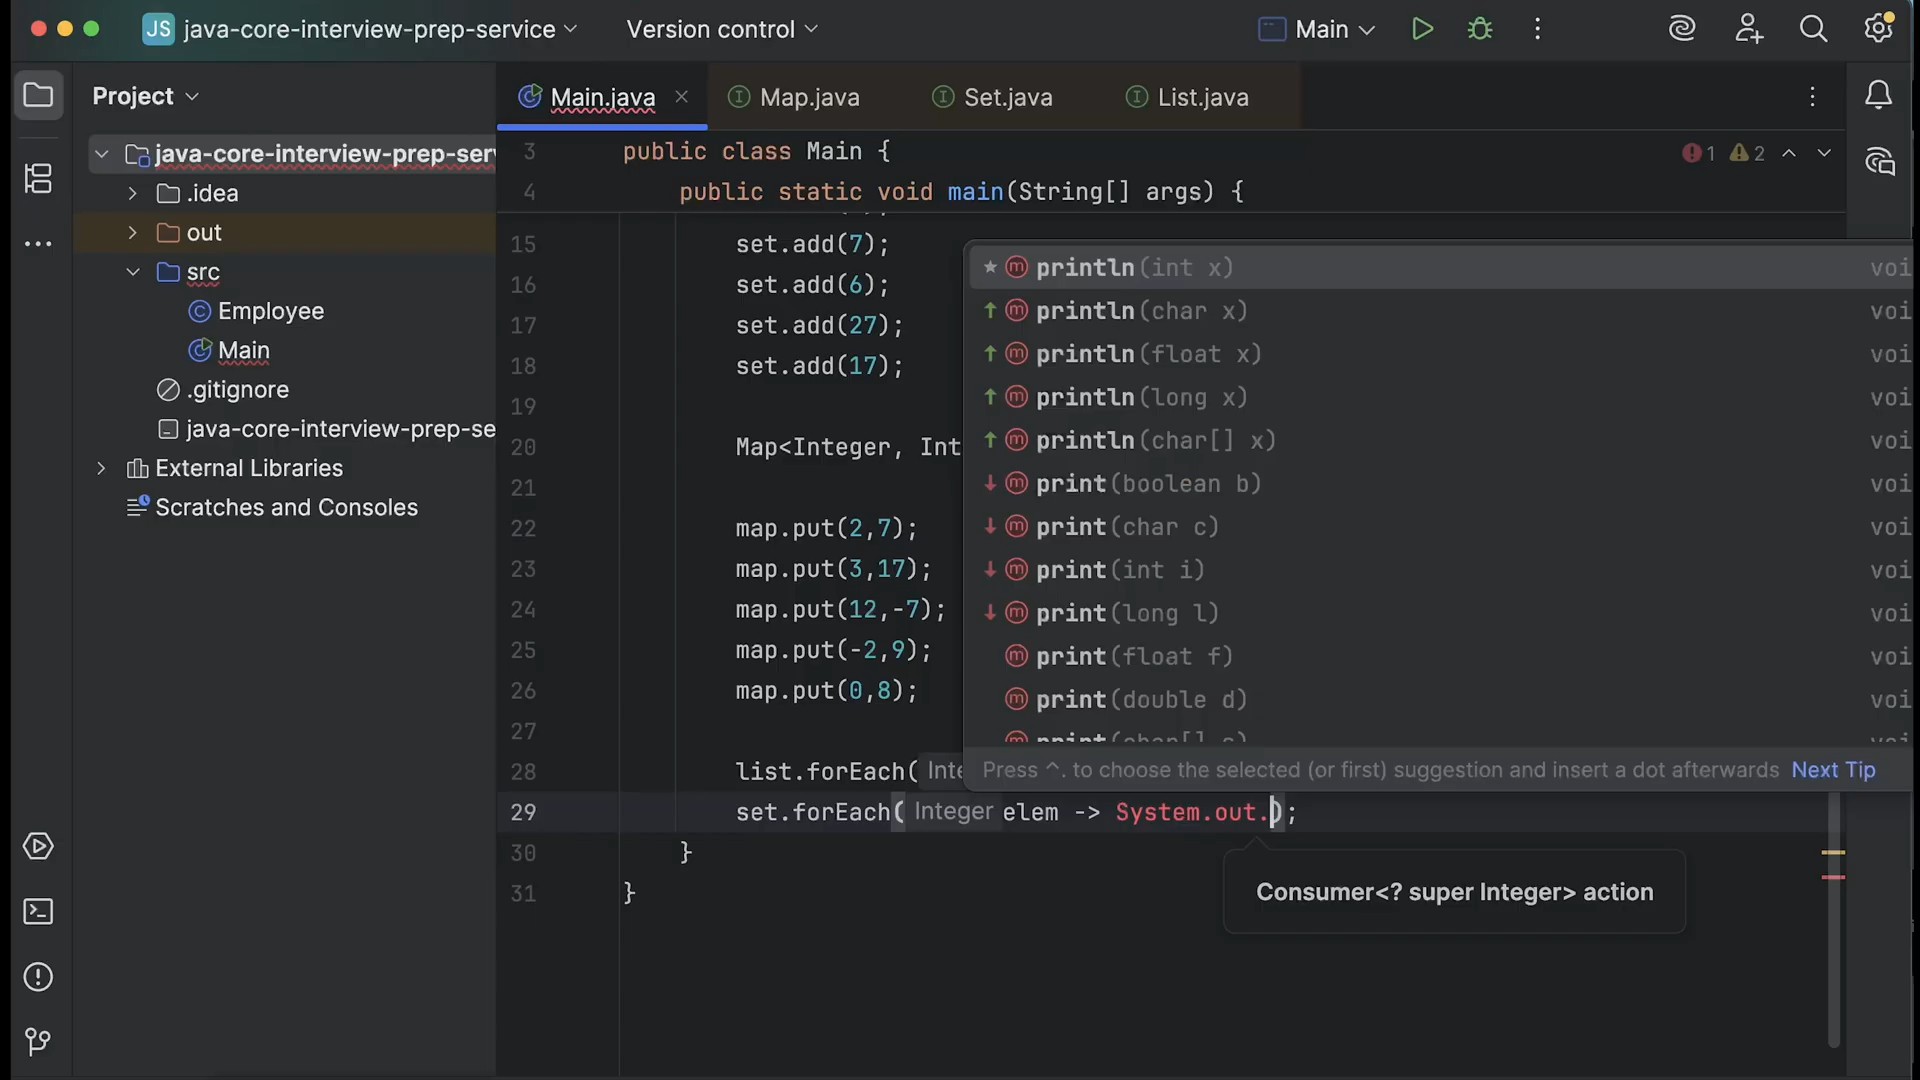 JS java-core-interview-prep-service
Version control
Main
Project
Main.java
Map.java
Set.java
List.java
java-core-interview-prep-serv
.idea
out
src
Employee
Main
.gitignore
java-core-interview-prep-se
External Libraries
Scratches and Consoles
1 2
3 public class Main {
4 public static void main(String[] args) {
15 set.add(7);
16 set.add(6);
17 set.add(27);
18 set.add(17);
19
20 Map<Integer, Int
21
22 map.put(2,7);
23 map.put(3,17);
24 map.put(12,-7);
25 map.put(-2,9);
26 map.put(0,8);
27
28 list.forEach( Inte
29 set.forEach( Integer elem -> System.out.);
30 }
31 }
println(int x) voi
println(char x) voi
println(float x) voi
println(long x) voi
println(char[] x) voi
print(boolean b) voi
print(char c) voi
print(int i) voi
print(long l) voi
print(float f) voi
print(double d) voi
print(char[] s) voi
Press ^. to choose the selected (or first) suggestion and insert a dot afterwards Next Tip
Consumer<? super Integer> action